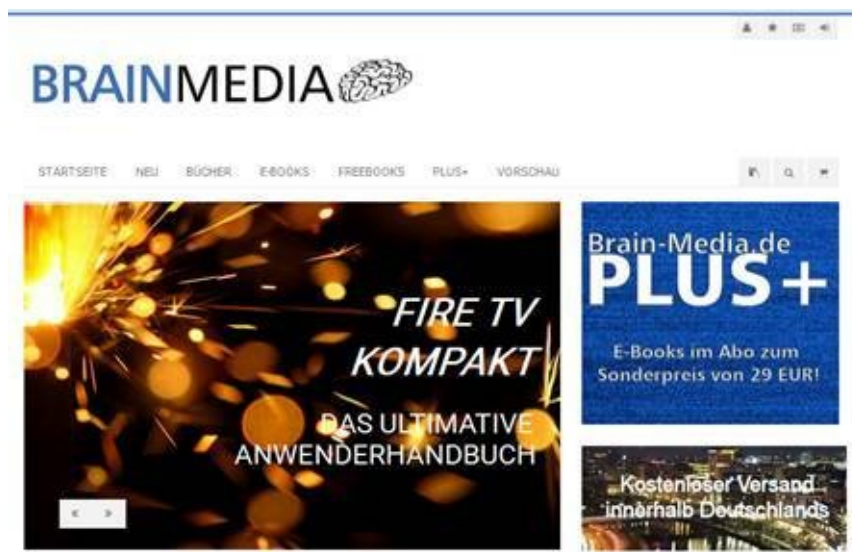 BRAINMEDIA
STARTSEITE NEU BÜCHER E-BOOKS FREEBOOKS PLUS+ VORSCHAU
FIRE TV
KOMPAKT
DAS ULTIMATIVE
ANWENDERHANDBUCH
« »
Brain-Media.de
PLUS+
E-Books im Abo zum
Sonderpreis von 29 EUR!
Kostenloser Versand
innerhalb Deutschlands